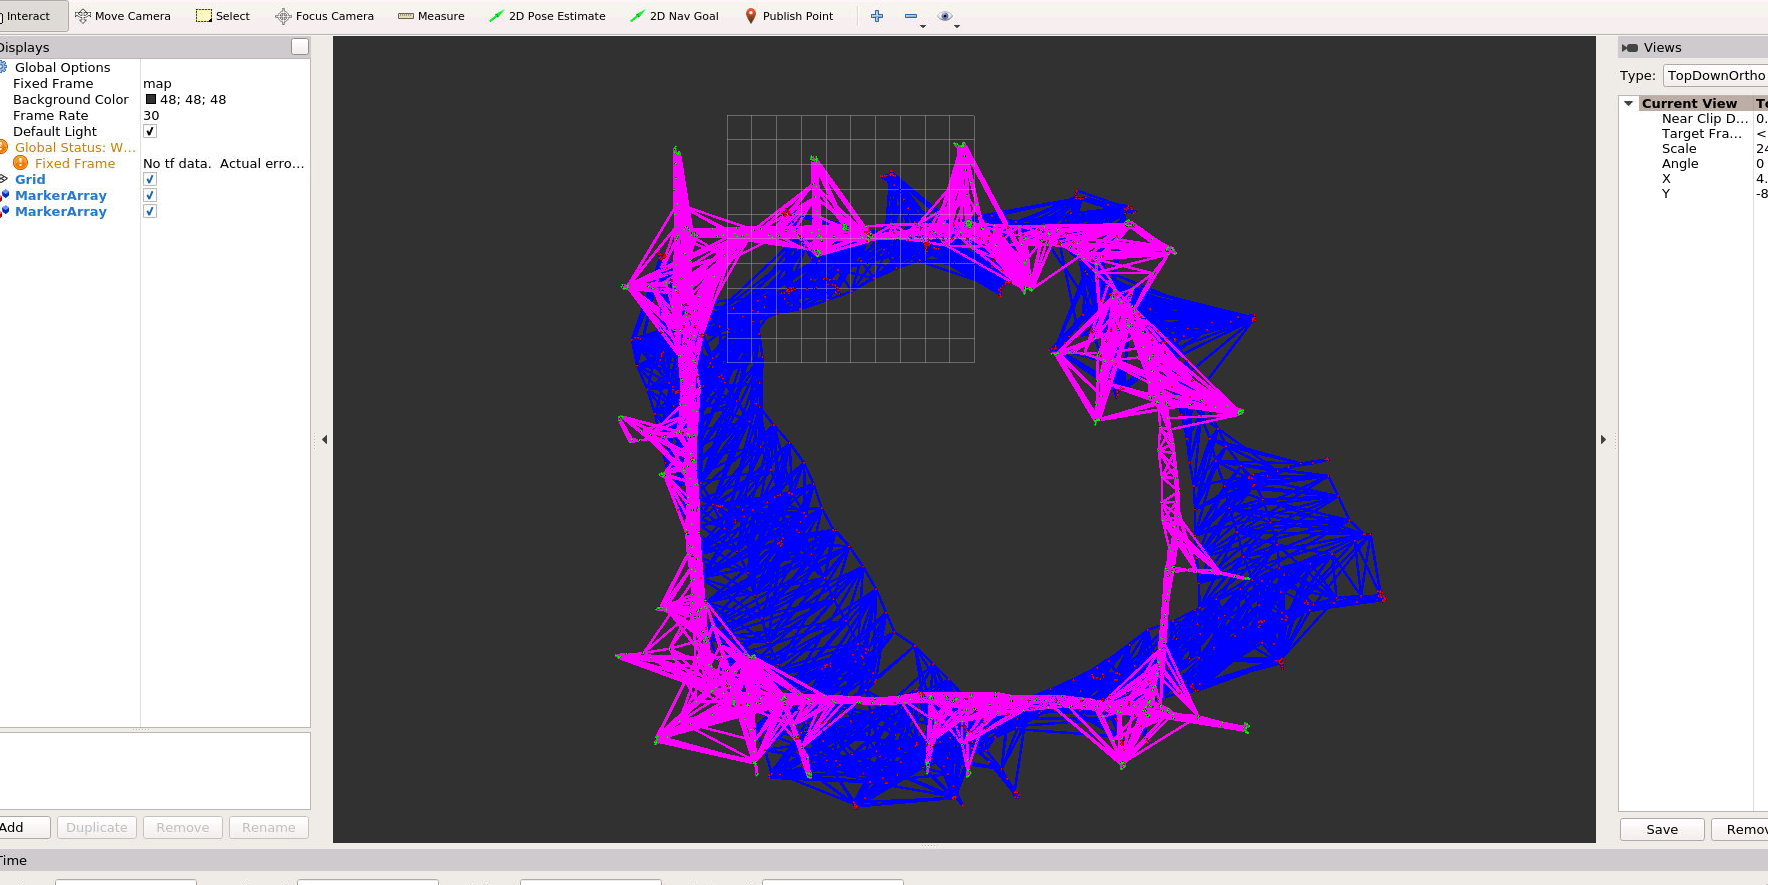 Interact Move Camera Select Focus Camera Measure 2D Pose Estimate 2D Nav Goal Publish Point
Displays
Global Options
Fixed Frame map
Background Color 48; 48; 48
Frame Rate 30
Default Light ✓
Global Status: W...
Fixed Frame No tf data. Actual erro...
Grid ✓
MarkerArray ✓
MarkerArray ✓
Add Duplicate Remove Rename
Time
Views
Type: TopDownOrtho
Current View To
Near Clip D... 0.
Target Fra... <
Scale 24
Angle 0
X 4.
Y -8
Save Remov